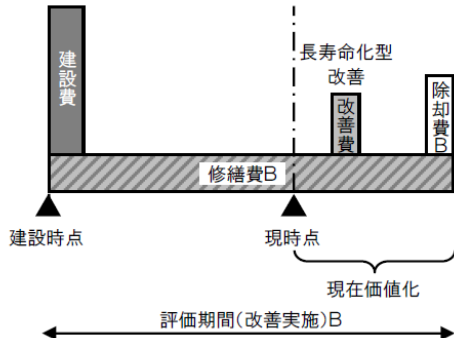 建設費
長寿命化型
改善
改善費
除却費B
修繕費B
建設時点
現時点
現在価値化
評価期間(改善実施)B